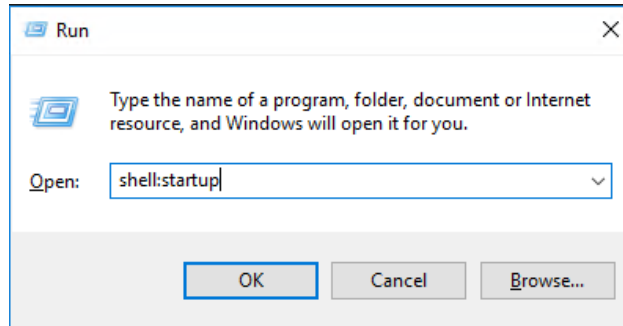 Run
Type the name of a program, folder, document or Internet
resource, and Windows will open it for you.
Open: shell:startup
OK Cancel Browse...